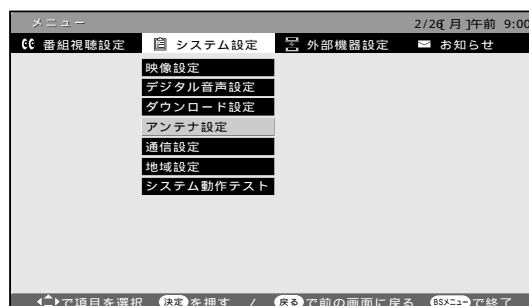 メニュー 2/26[月]午前 9:00
番組視聴設定 システム設定 外部機器設定 お知らせ
映像設定
デジタル音声設定
ダウンロード設定
アンテナ設定
通信設定
地域設定
システム動作テスト
で項目を選択 決定を押す / 戻るで前の画面に戻る BSメニューで終了